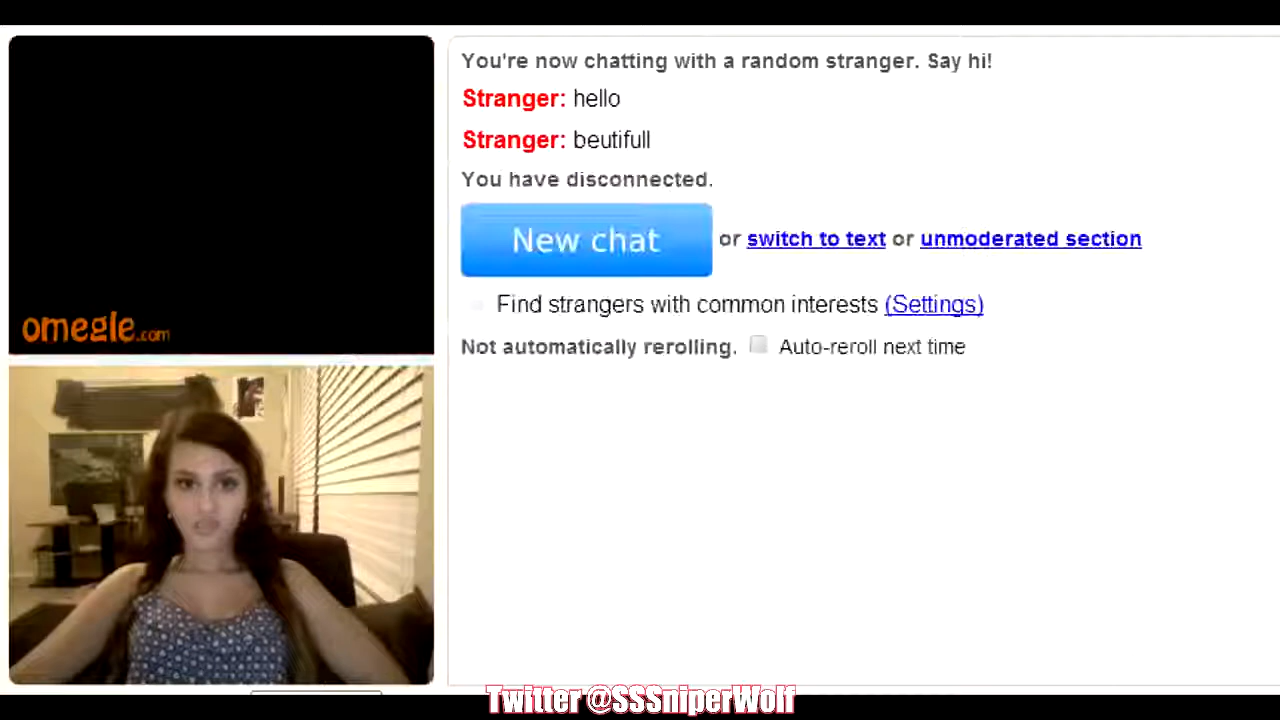 You're now chatting with a random stranger. Say hi!
Stranger: hello
Stranger: beutifull
You have disconnected.
New chat or switch to text or unmoderated section
Find strangers with common interests (Settings)
Not automatically rerolling. Auto-reroll next time
omegle.com
Twitter @SSSniperWolf